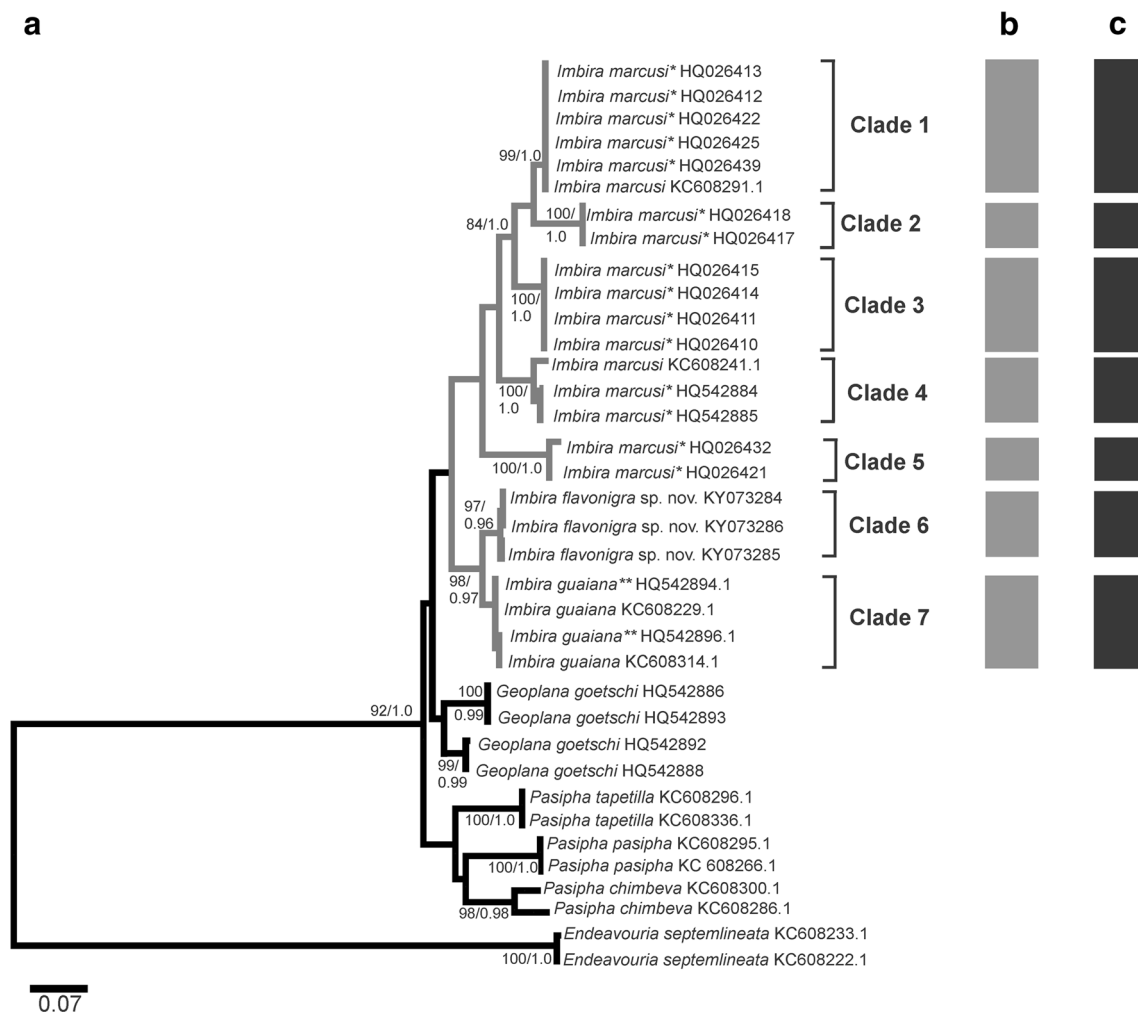 a
b
c
Imbira marcusi* HQ026413
Imbira marcusi* HQ026412
Imbira marcusi* HQ026422
Imbira marcusi* HQ026425
Imbira marcusi* HQ026439
Imbira marcusi KC608291.1
99/1.0
Clade 1
Imbira marcusi* HQ026418
Imbira marcusi* HQ026417
100/
1.0
84/1.0
Clade 2
Imbira marcusi* HQ026415
Imbira marcusi* HQ026414
Imbira marcusi* HQ026411
Imbira marcusi* HQ026410
100/
1.0
Clade 3
Imbira marcusi KC608241.1
Imbira marcusi* HQ542884
Imbira marcusi* HQ542885
100/
1.0
Clade 4
Imbira marcusi* HQ026432
Imbira marcusi* HQ026421
100/1.0
Clade 5
Imbira flavonigra sp. nov. KY073284
Imbira flavonigra sp. nov. KY073286
Imbira flavonigra sp. nov. KY073285
97/
0.96
Clade 6
98/
0.97
Imbira guaiana** HQ542894.1
Imbira guaiana KC608229.1
Imbira guaiana** HQ542896.1
Imbira guaiana KC608314.1
Clade 7
Geoplana goetschi HQ542886
Geoplana goetschi HQ542893
100
0.99
92/1.0
Geoplana goetschi HQ542892
Geoplana goetschi HQ542888
99/
0.99
Pasipha tapetilla KC608296.1
Pasipha tapetilla KC608336.1
100/1.0
Pasipha pasipha KC608295.1
Pasipha pasipha KC 608266.1
100/1.0
Pasipha chimbeva KC608300.1
Pasipha chimbeva KC608286.1
98/0.98
Endeavouria septemlineata KC608233.1
Endeavouria septemlineata KC608222.1
100/1.0
0.07